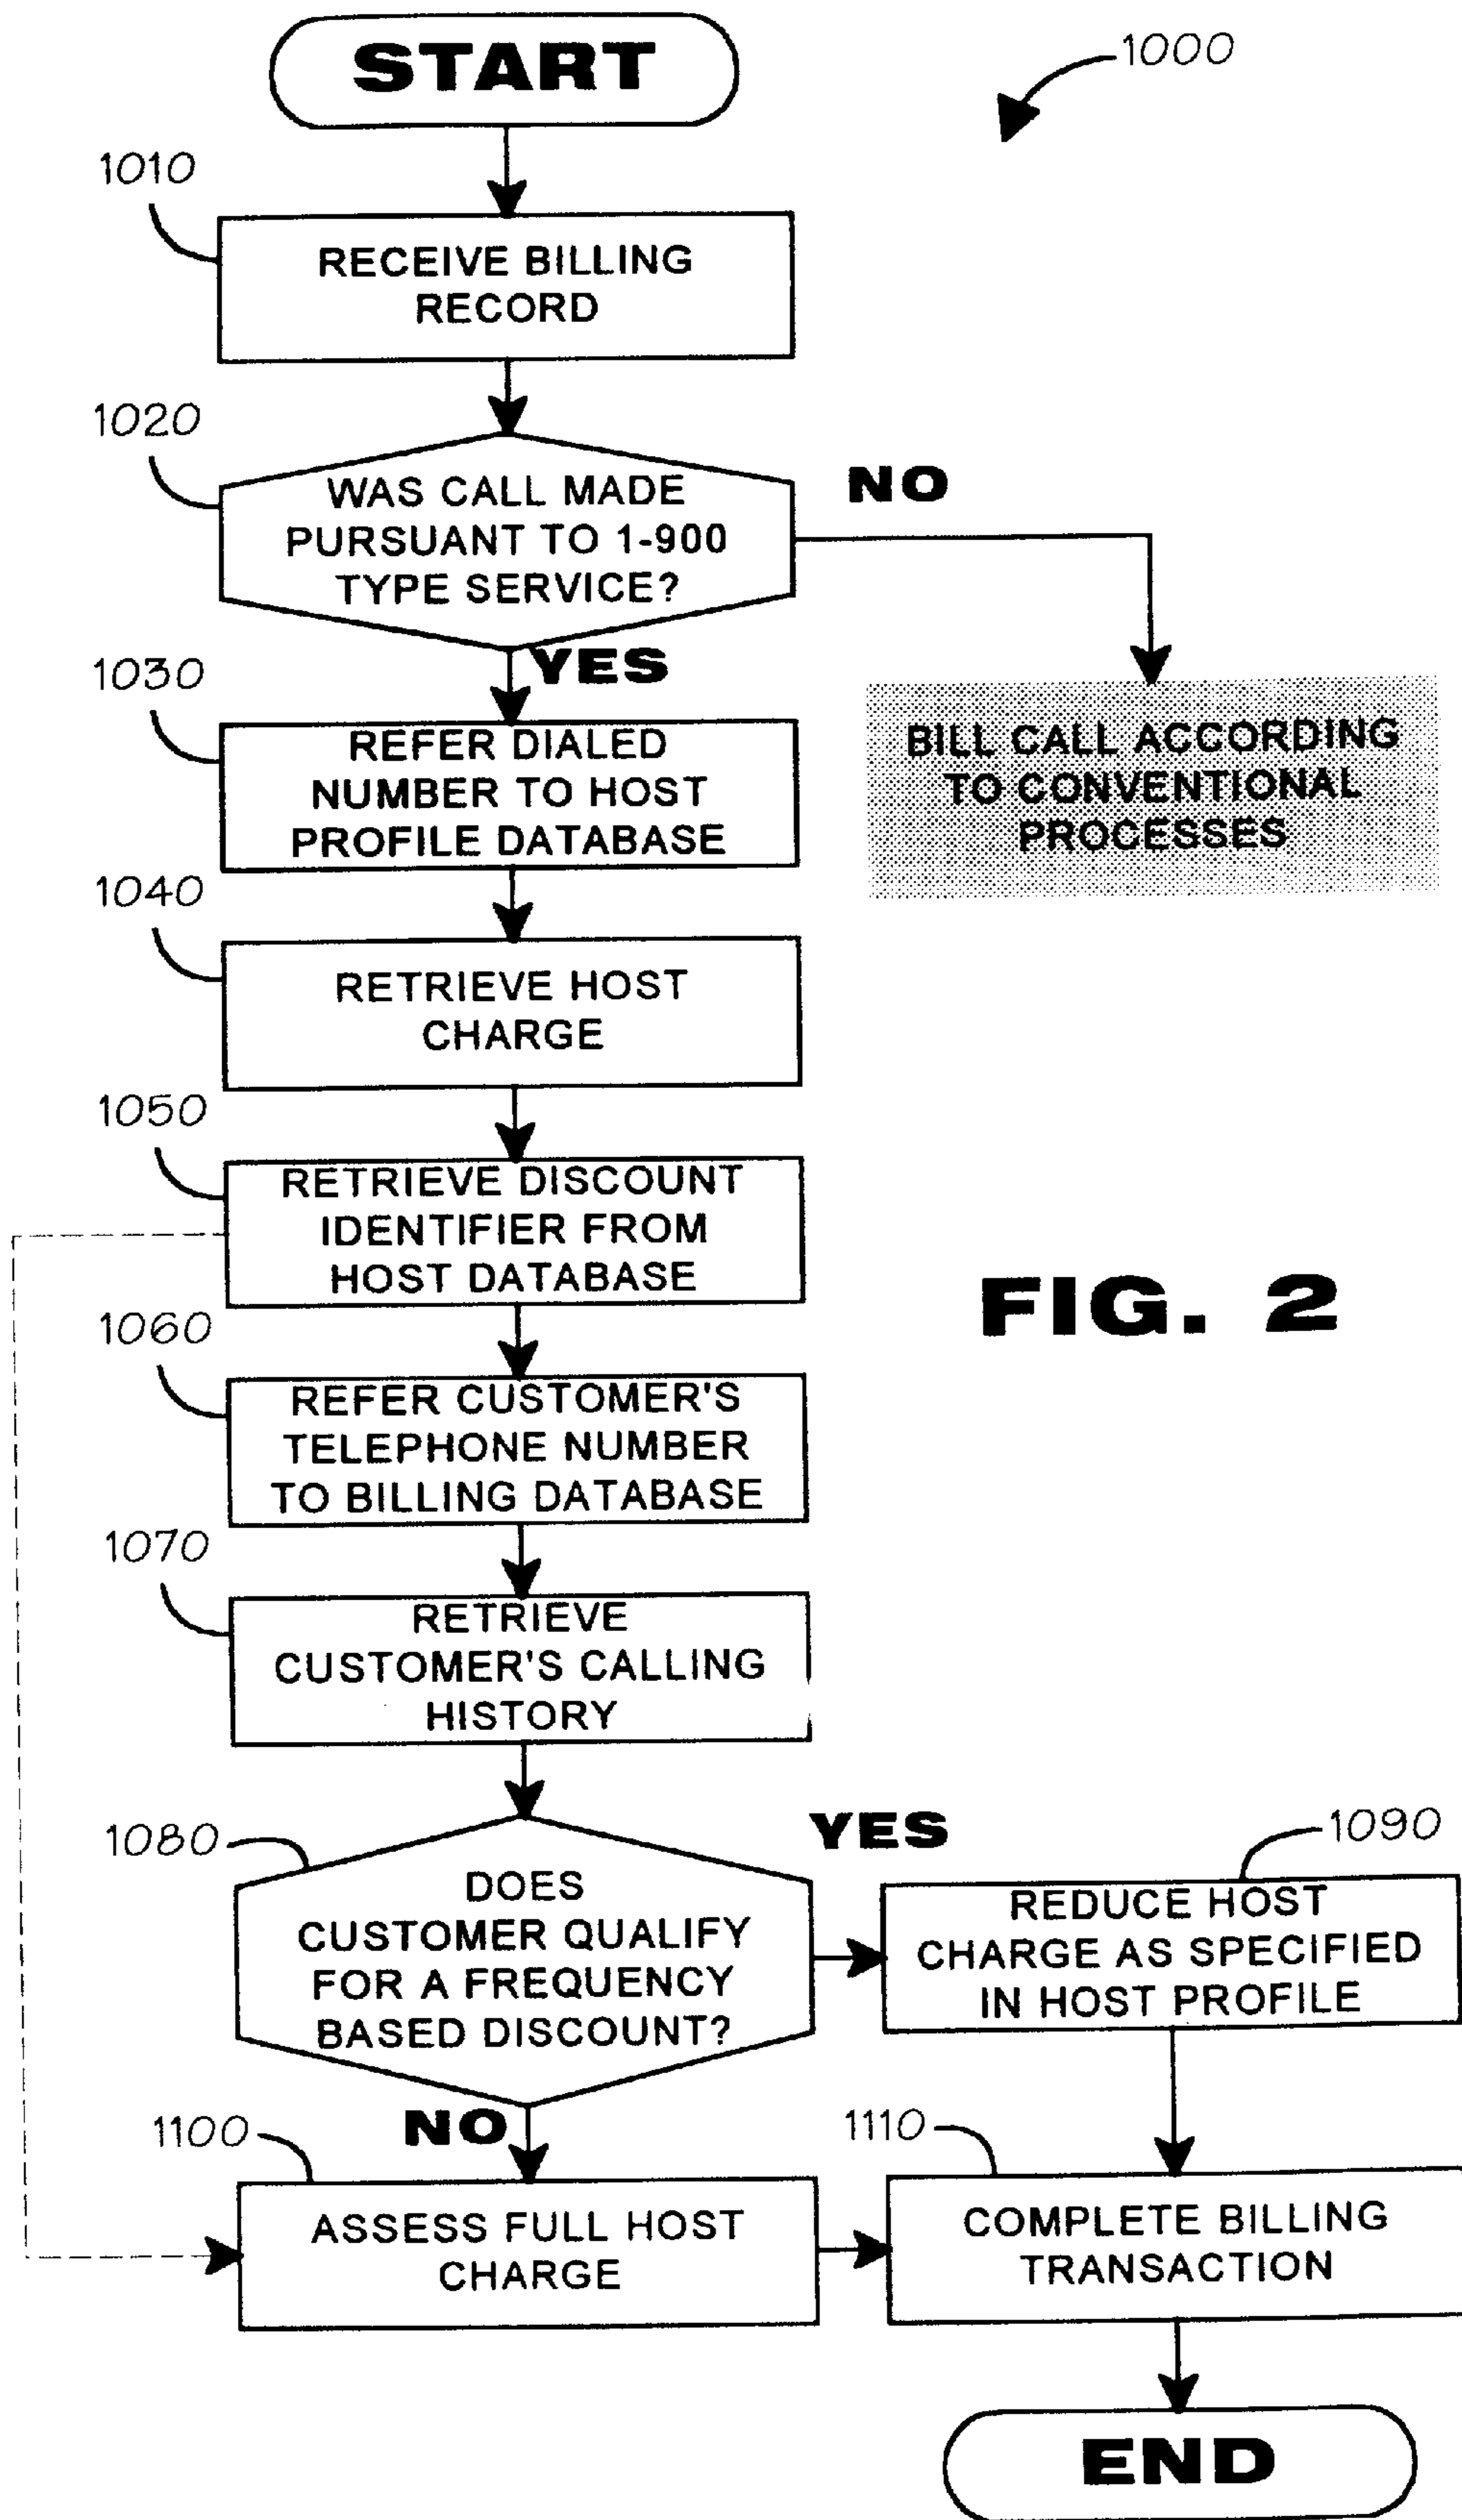 START
1000
1010
RECEIVE BILLING
RECORD
1020
WAS CALL MADE
PURSUANT TO 1-900
TYPE SERVICE?
NO
YES
1030
REFER DIALED
NUMBER TO HOST
PROFILE DATABASE
BILL CALL ACCORDING
TO CONVENTIONAL
PROCESSES
1040
RETRIEVE HOST
CHARGE
1050
RETRIEVE DISCOUNT
IDENTIFIER FROM
HOST DATABASE
FIG. 2
1060
REFER CUSTOMER'S
TELEPHONE NUMBER
TO BILLING DATABASE
1070
RETRIEVE
CUSTOMER'S CALLING
HISTORY
1080
DOES
CUSTOMER QUALIFY
FOR A FREQUENCY
BASED DISCOUNT?
YES
1090
REDUCE HOST
CHARGE AS SPECIFIED
IN HOST PROFILE
NO
1100
ASSESS FULL HOST
CHARGE
1110
COMPLETE BILLING
TRANSACTION
END